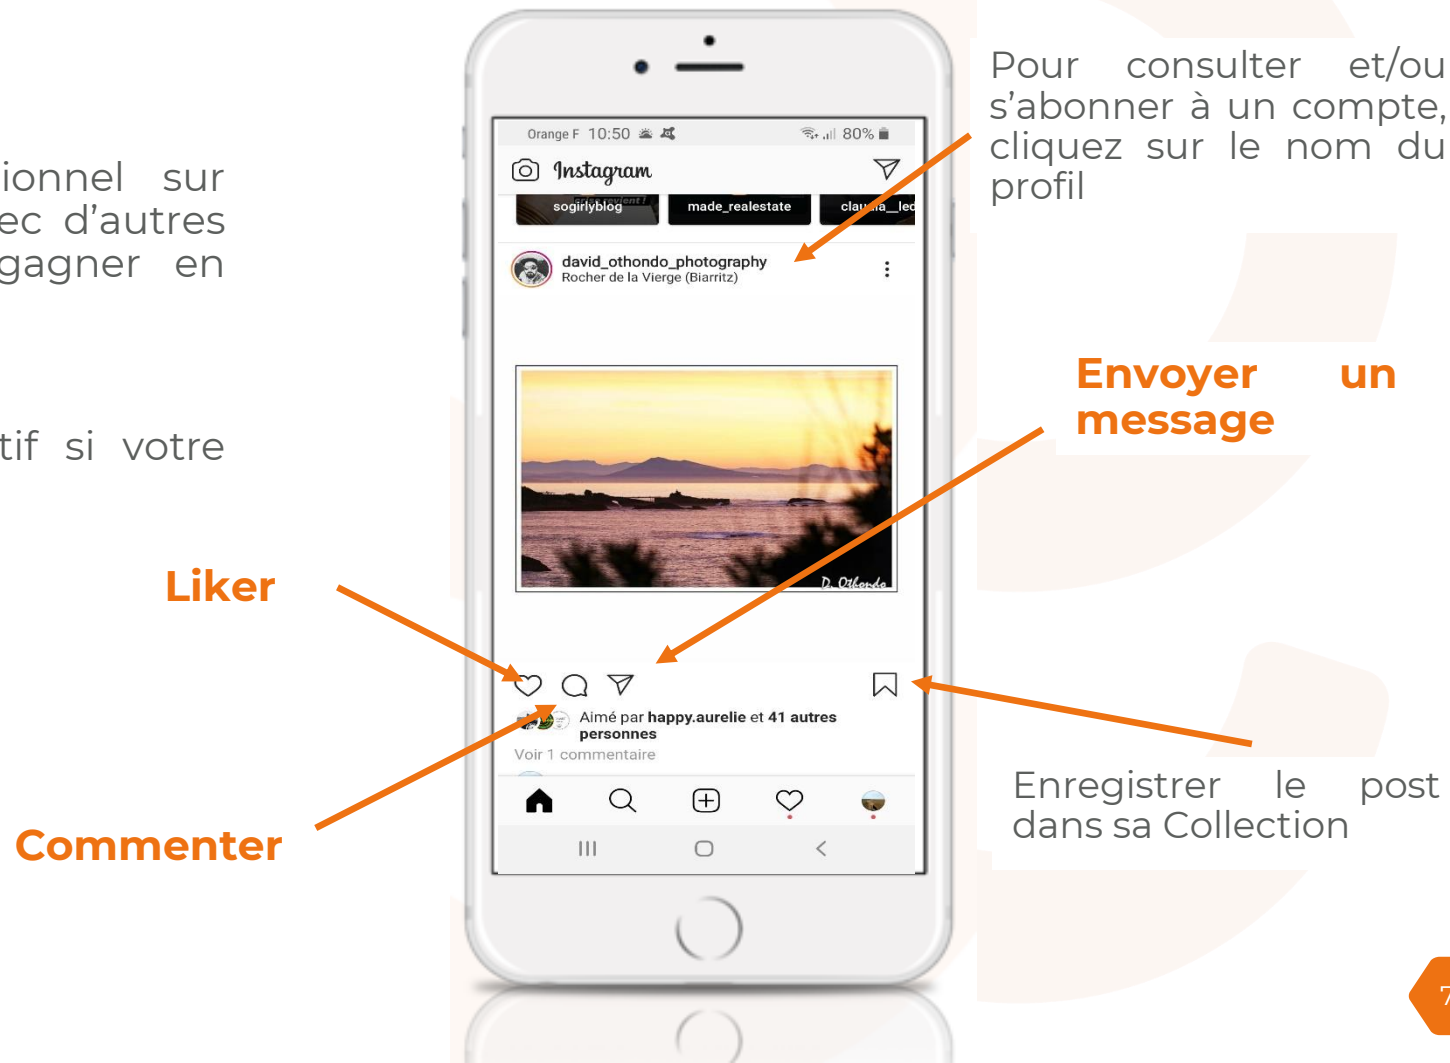 ionnel sur
ec d’autres
gagner en
tif si votre
Liker
Commenter
Orange F 10:50 80%
Instagram
sogirlyblog made_realestate claudia__led
david_othondo_photography
Rocher de la Vierge (Biarritz)
D. Othondo
Aimé par happy.aurelie et 41 autres
personnes
Voir 1 commentaire
Pour consulter et/ou
s’abonner à un compte,
cliquez sur le nom du
profil
Envoyer un
message
Enregistrer le post
dans sa Collection
7